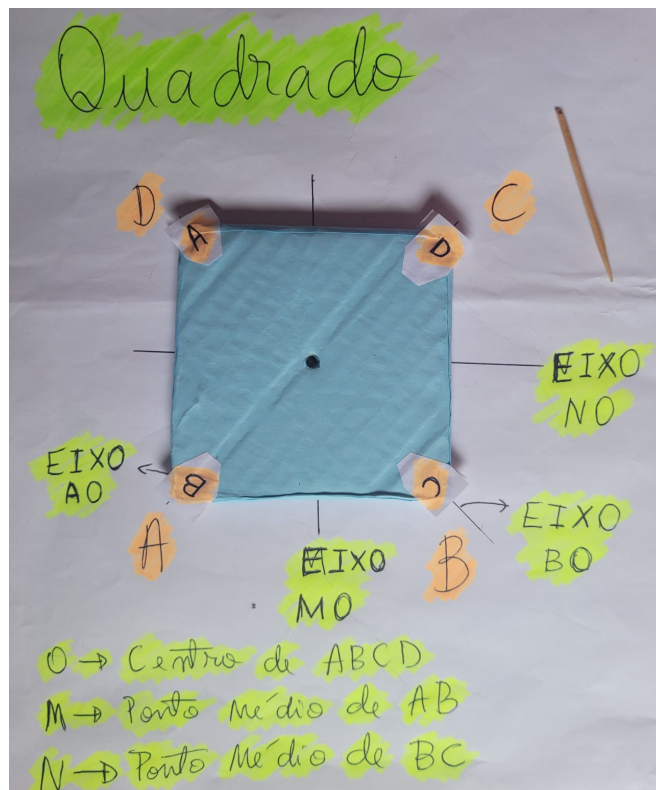 Quadrado
D
A
D
C
EIXO
NO
EIXO
AO
B
C
EIXO
BO
A
EIXO
MO
B
O → Centro de ABCD
M → Ponto Médio de AB
N → Ponto Médio de BC